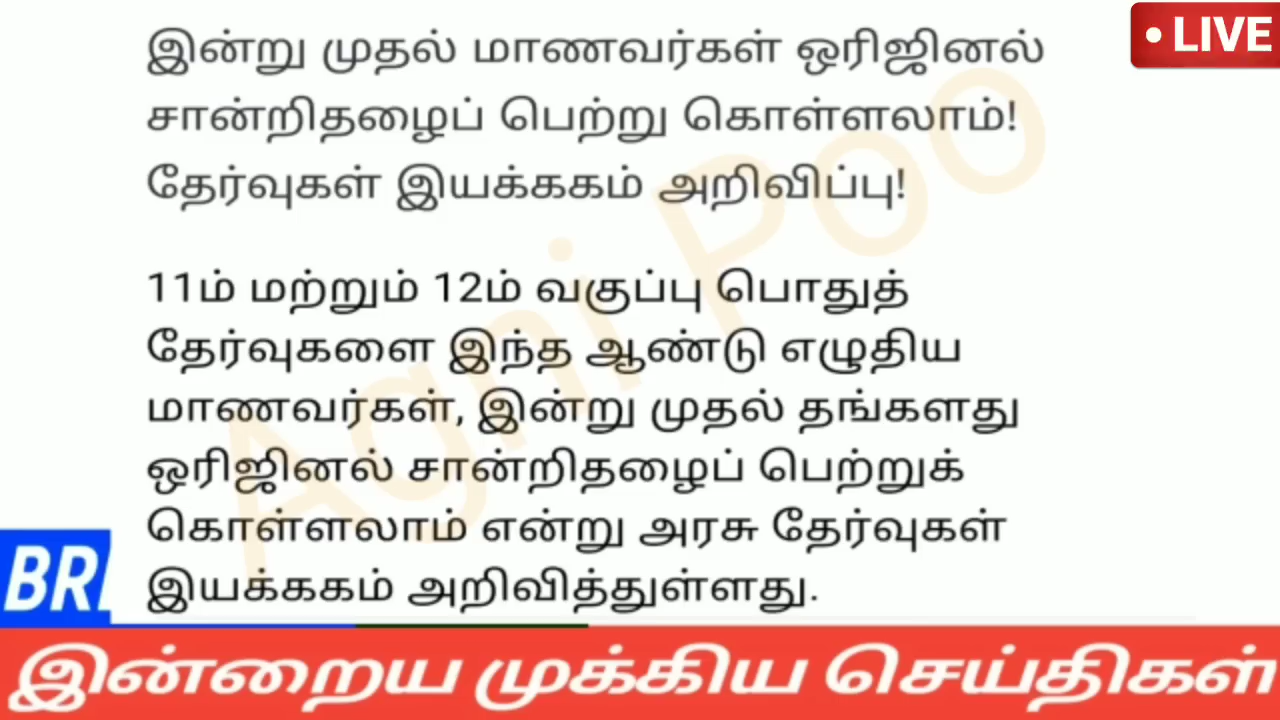 இன்று முதல் மாணவர்கள் ஒரிஜினல்
LIVE
சான்றிதழைப் பெற்று கொள்ளலாம்!
தேர்வுகள் இயக்ககம் அறிவிப்பு!
Agni Poo
11ம் மற்றும் 12ம் வகுப்பு பொதுத்
தேர்வுகளை இந்த ஆண்டு எழுதிய
மாணவர்கள், இன்று முதல் தங்களது
ஒரிஜினல் சான்றிதழைப் பெற்றுக்
கொள்ளலாம் என்று அரசு தேர்வுகள்
இயக்ககம் அறிவித்துள்ளது.
BR
இன்றைய முக்கிய செய்திகள்